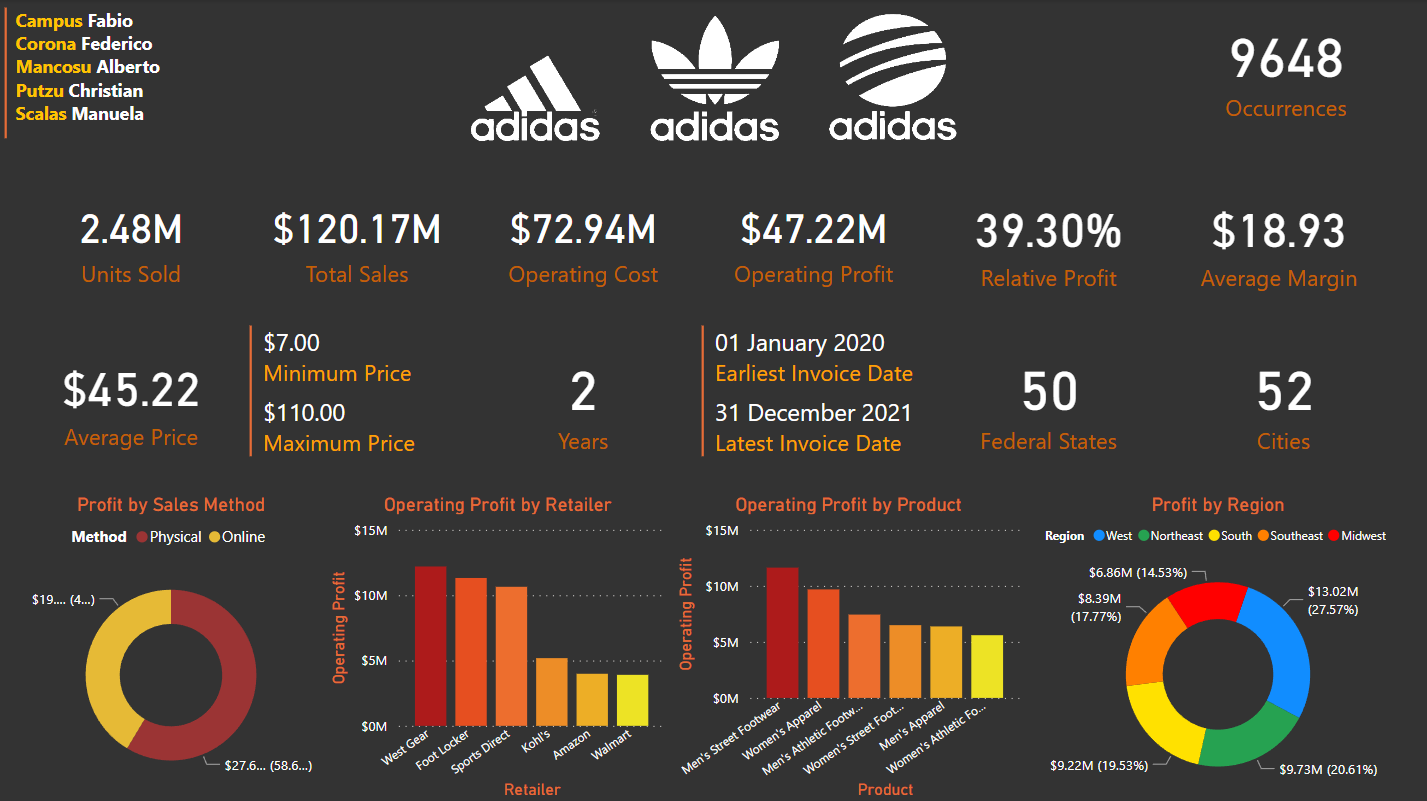 Campus Fabio
Corona Federico
Mancosu Alberto
Putzu Christian
Scalas Manuela
adidas
adidas
adidas
9648
Occurrences
2.48M
Units Sold
$120.17M
Total Sales
$72.94M
Operating Cost
$47.22M
Operating Profit
39.30%
Relative Profit
$18.93
Average Margin
$45.22
Average Price
$7.00
Minimum Price
$110.00
Maximum Price
2
Years
01 January 2020
Earliest Invoice Date
31 December 2021
Latest Invoice Date
50
Federal States
52
Cities
Profit by Sales Method
Method Physical Online
$19.... (4...)
$27.6... (58.6...)
Operating Profit by Retailer
Operating Profit
$15M
$10M
$5M
$0M
West Gear
Foot Locker
Sports Direct
Kohl's
Amazon
Walmart
Retailer
Operating Profit by Product
Operating Profit
$15M
$10M
$5M
$0M
Men's Street Footwear
Women's Apparel
Men's Athletic Footw...
Women's Street Foot...
Men's Apparel
Women's Athletic Fo...
Product
Profit by Region
Region West Northeast South Southeast Midwest
$6.86M (14.53%)
$13.02M
(27.57%)
$8.39M
(17.77%)
$9.22M (19.53%)
$9.73M (20.61%)